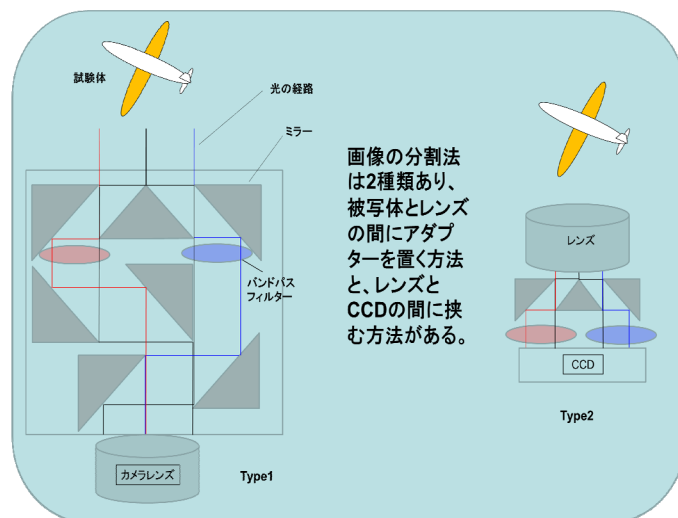 試験体
光の経路
ミラー
画像の分割法
は2種類あり、
被写体とレンズ
の間にアダプ
ターを置く方法
と、レンズと
CCDの間に挟
む方法がある。
バンドパス
フィルター
カメラレンズ
Type1
レンズ
CCD
Type2